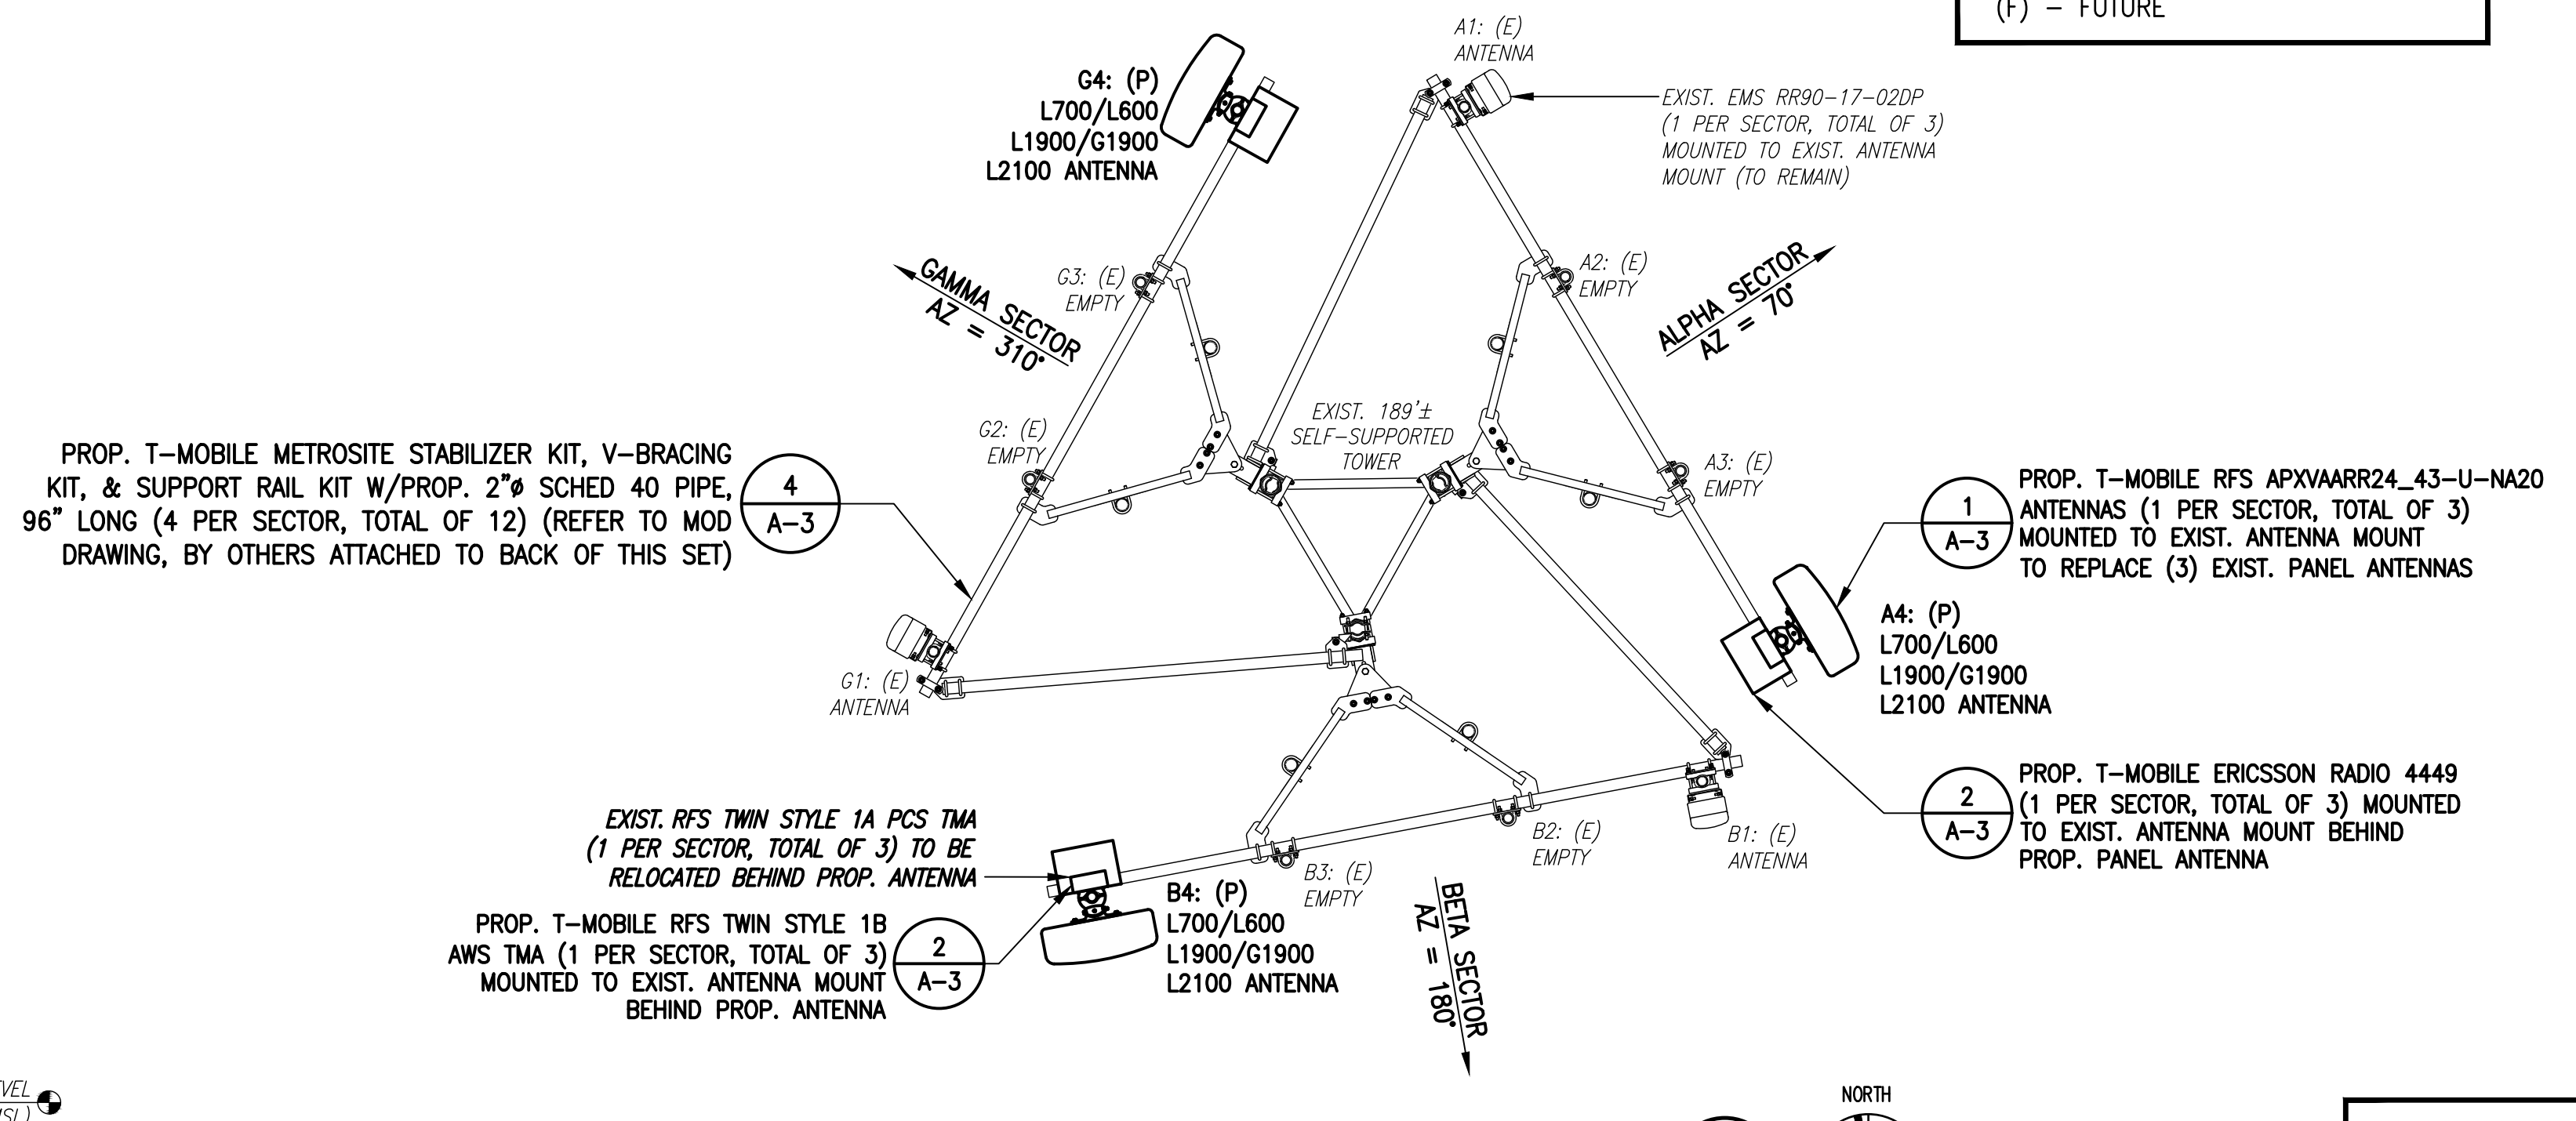 (F) – FUTURE
A1: (E)
ANTENNA
G4: (P)
L700/L600
L1900/G1900
L2100 ANTENNA
EXIST. EMS RR90–17–02DP
(1 PER SECTOR, TOTAL OF 3)
MOUNTED TO EXIST. ANTENNA
MOUNT (TO REMAIN)
GAMMA SECTOR
AZ = 310°
G3: (E)
EMPTY
A2: (E)
EMPTY
ALPHA SECTOR
AZ = 70°
EXIST. 189'±
SELF–SUPPORTED
TOWER
G2: (E)
EMPTY
A3: (E)
EMPTY
PROP. T–MOBILE METROSITE STABILIZER KIT, V–BRACING
KIT, & SUPPORT RAIL KIT W/PROP. 2"ø SCHED 40 PIPE,
96" LONG (4 PER SECTOR, TOTAL OF 12) (REFER TO MOD
DRAWING, BY OTHERS ATTACHED TO BACK OF THIS SET)
4
A–3
1
A–3
PROP. T–MOBILE RFS APXVAARR24_43–U–NA20
ANTENNAS (1 PER SECTOR, TOTAL OF 3)
MOUNTED TO EXIST. ANTENNA MOUNT
TO REPLACE (3) EXIST. PANEL ANTENNAS
A4: (P)
L700/L600
L1900/G1900
L2100 ANTENNA
G1: (E)
ANTENNA
2
A–3
PROP. T–MOBILE ERICSSON RADIO 4449
(1 PER SECTOR, TOTAL OF 3) MOUNTED
TO EXIST. ANTENNA MOUNT BEHIND
PROP. PANEL ANTENNA
EXIST. RFS TWIN STYLE 1A PCS TMA
(1 PER SECTOR, TOTAL OF 3) TO BE
RELOCATED BEHIND PROP. ANTENNA
B2: (E)
EMPTY
B1: (E)
ANTENNA
B3: (E)
EMPTY
B4: (P)
L700/L600
L1900/G1900
L2100 ANTENNA
PROP. T–MOBILE RFS TWIN STYLE 1B
AWS TMA (1 PER SECTOR, TOTAL OF 3)
MOUNTED TO EXIST. ANTENNA MOUNT
BEHIND PROP. ANTENNA
2
A–3
BETA SECTOR
AZ = 180°
NORTH